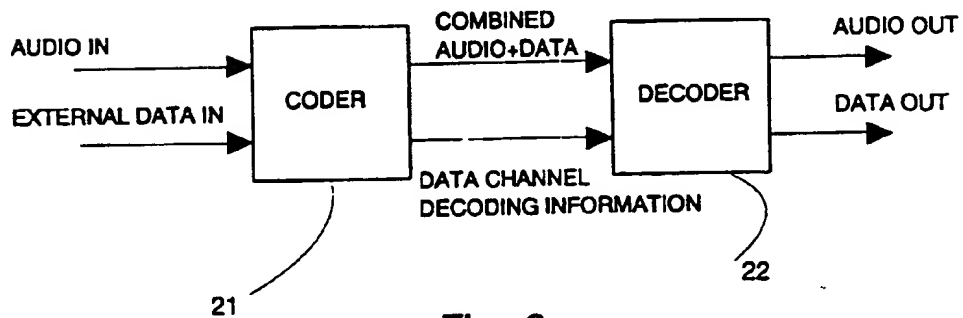 AUDIO IN
EXTERNAL DATA IN
CODER
COMBINED
AUDIO+DATA
DATA CHANNEL
DECODING INFORMATION
DECODER
AUDIO OUT
DATA OUT
21
22